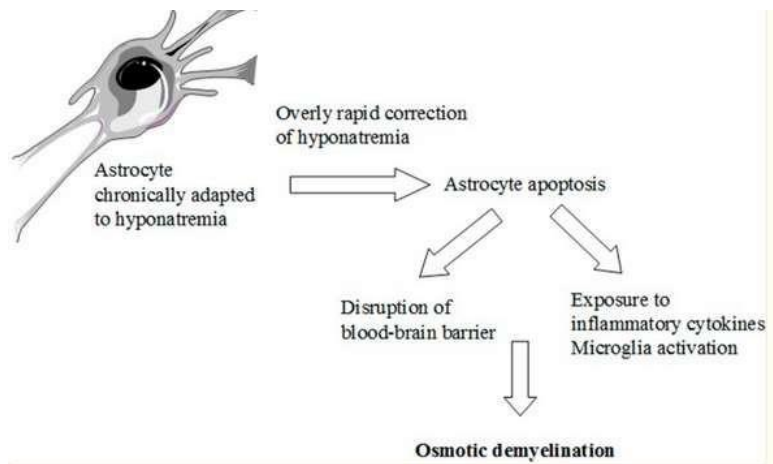 Overly rapid correction
of hyponatremia
Astrocyte
chronically adapted
to hyponatremia
Astrocyte apoptosis
Disruption of
blood-brain barrier
Exposure to
inflammatory cytokines
Microglia activation
Osmotic demyelination